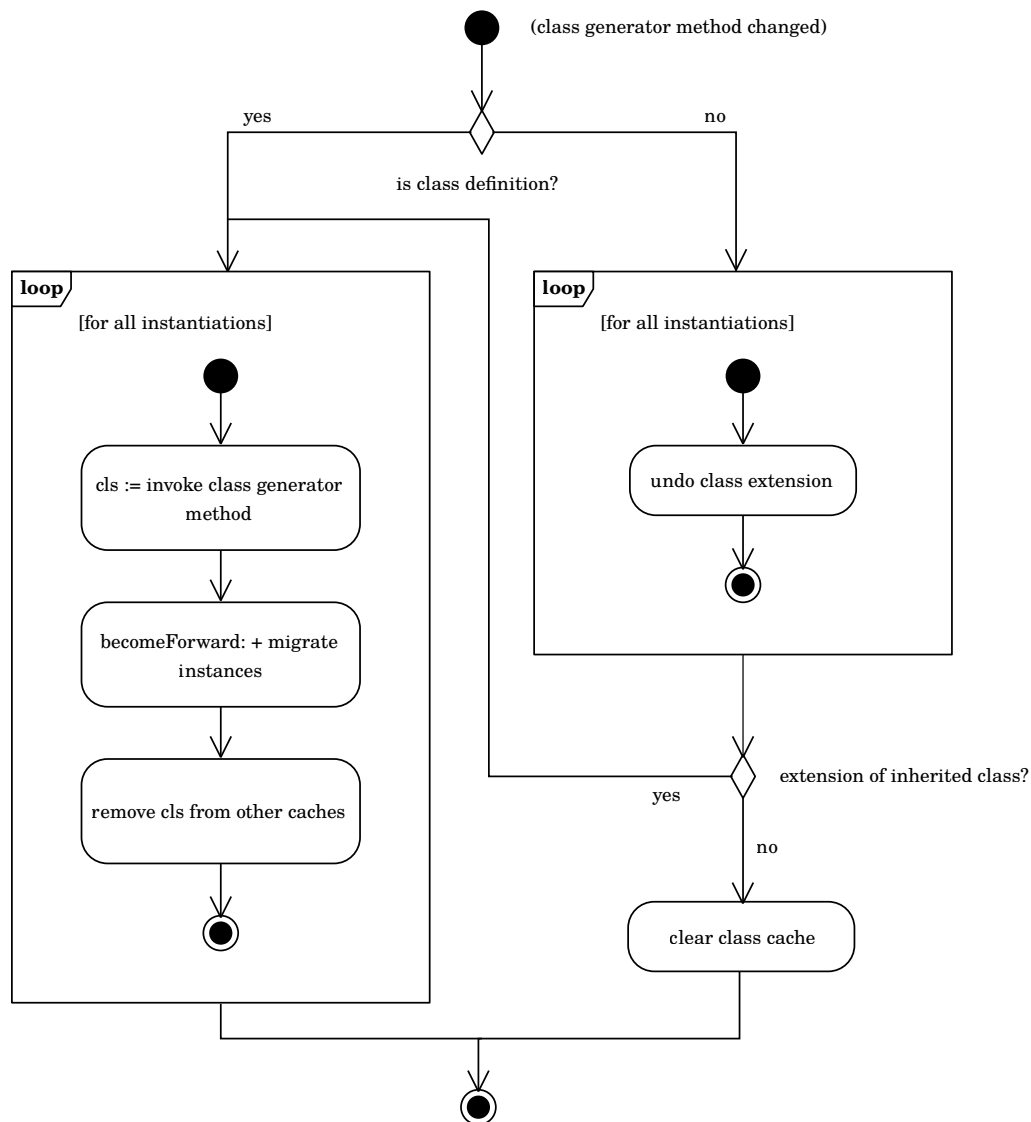 (class generator method changed)
yes
no
is class definition?
loop
[for all instantiations]
cls := invoke class generator
method
becomeForward: + migrate
instances
remove cls from other caches
loop
[for all instantiations]
undo class extension
extension of inherited class?
yes
no
clear class cache